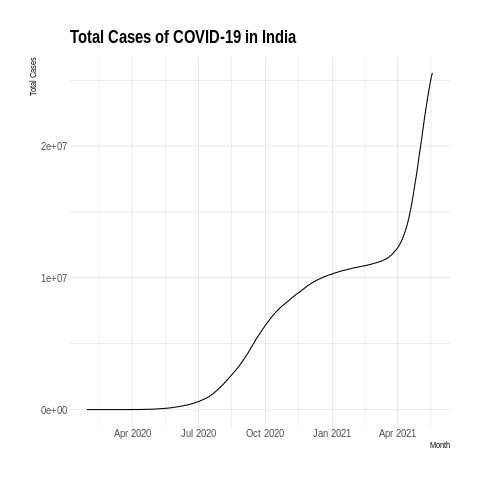 Total Cases of COVID-19 in India
Total Cases
2e+07
1e+07
0e+00
Apr 2020 Jul 2020 Oct 2020 Jan 2021 Apr 2021
Month